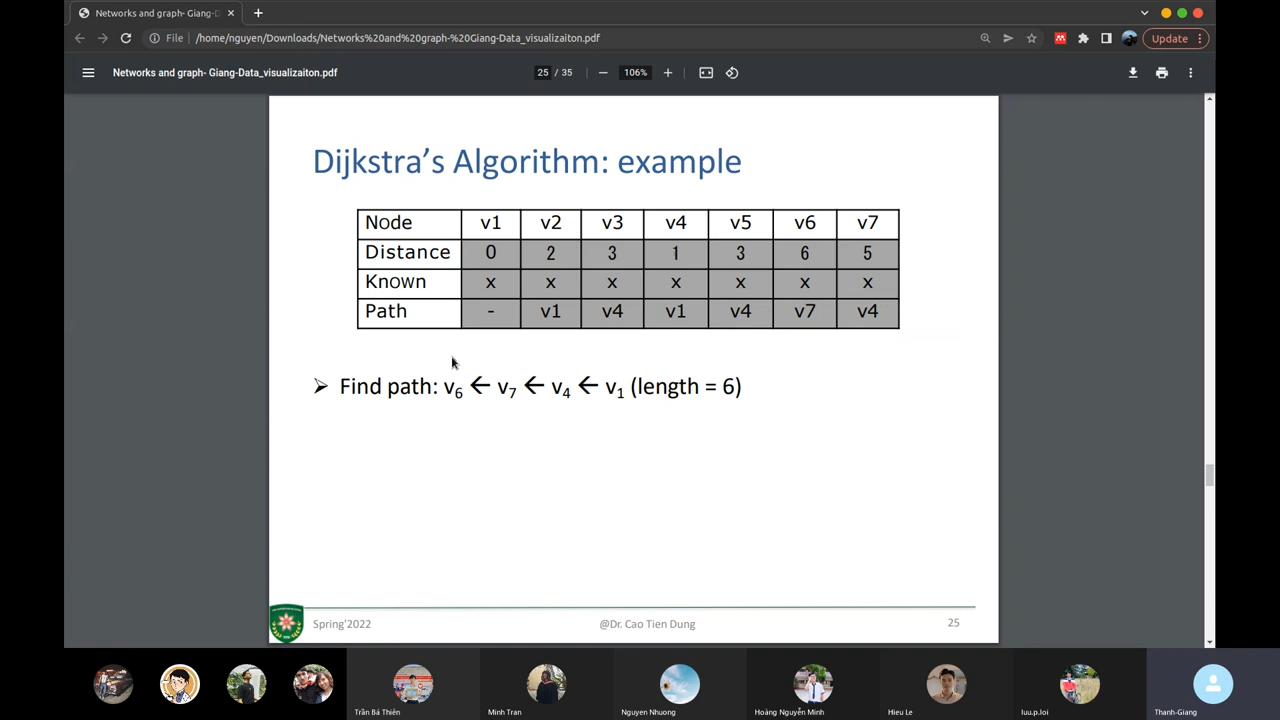 Networks and graph- Giang-D
File
/home/nguyen/Downloads/Networks%20and%20graph-%20Giang-Data_visualizaiton.pdf
Update
Networks and graph- Giang-Data_visualizaiton.pdf
25 / 35
106%
Dijkstra's Algorithm: example
Node v1 v2 v3 v4 v5 v6 v7
Distance 0 2 3 1 3 6 5
Known x x x x x x x
Path - v1 v4 v1 v4 v7 v4
➢ Find path: v6 ← v7 ← v4 ← v1 (length = 6)
Spring'2022
@Dr. Cao Tien Dung
25
Trần Bá Thiên
Minh Tran
Nguyen Nhuong
Hoàng Nguyễn Minh
Hieu Le
luu.p.loi
Thanh-Giang